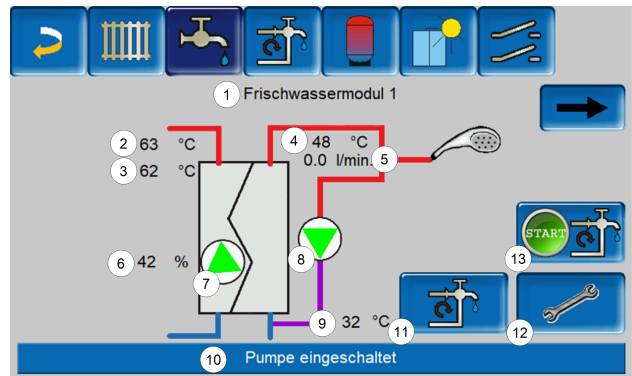 1 Frischwassermodul 1
2 63 °C
4 48 °C
3 62 °C
0.0 l/min. 5
6 42 %
7
8
START
13
9 32 °C
11
12
10 Pumpe eingeschaltet